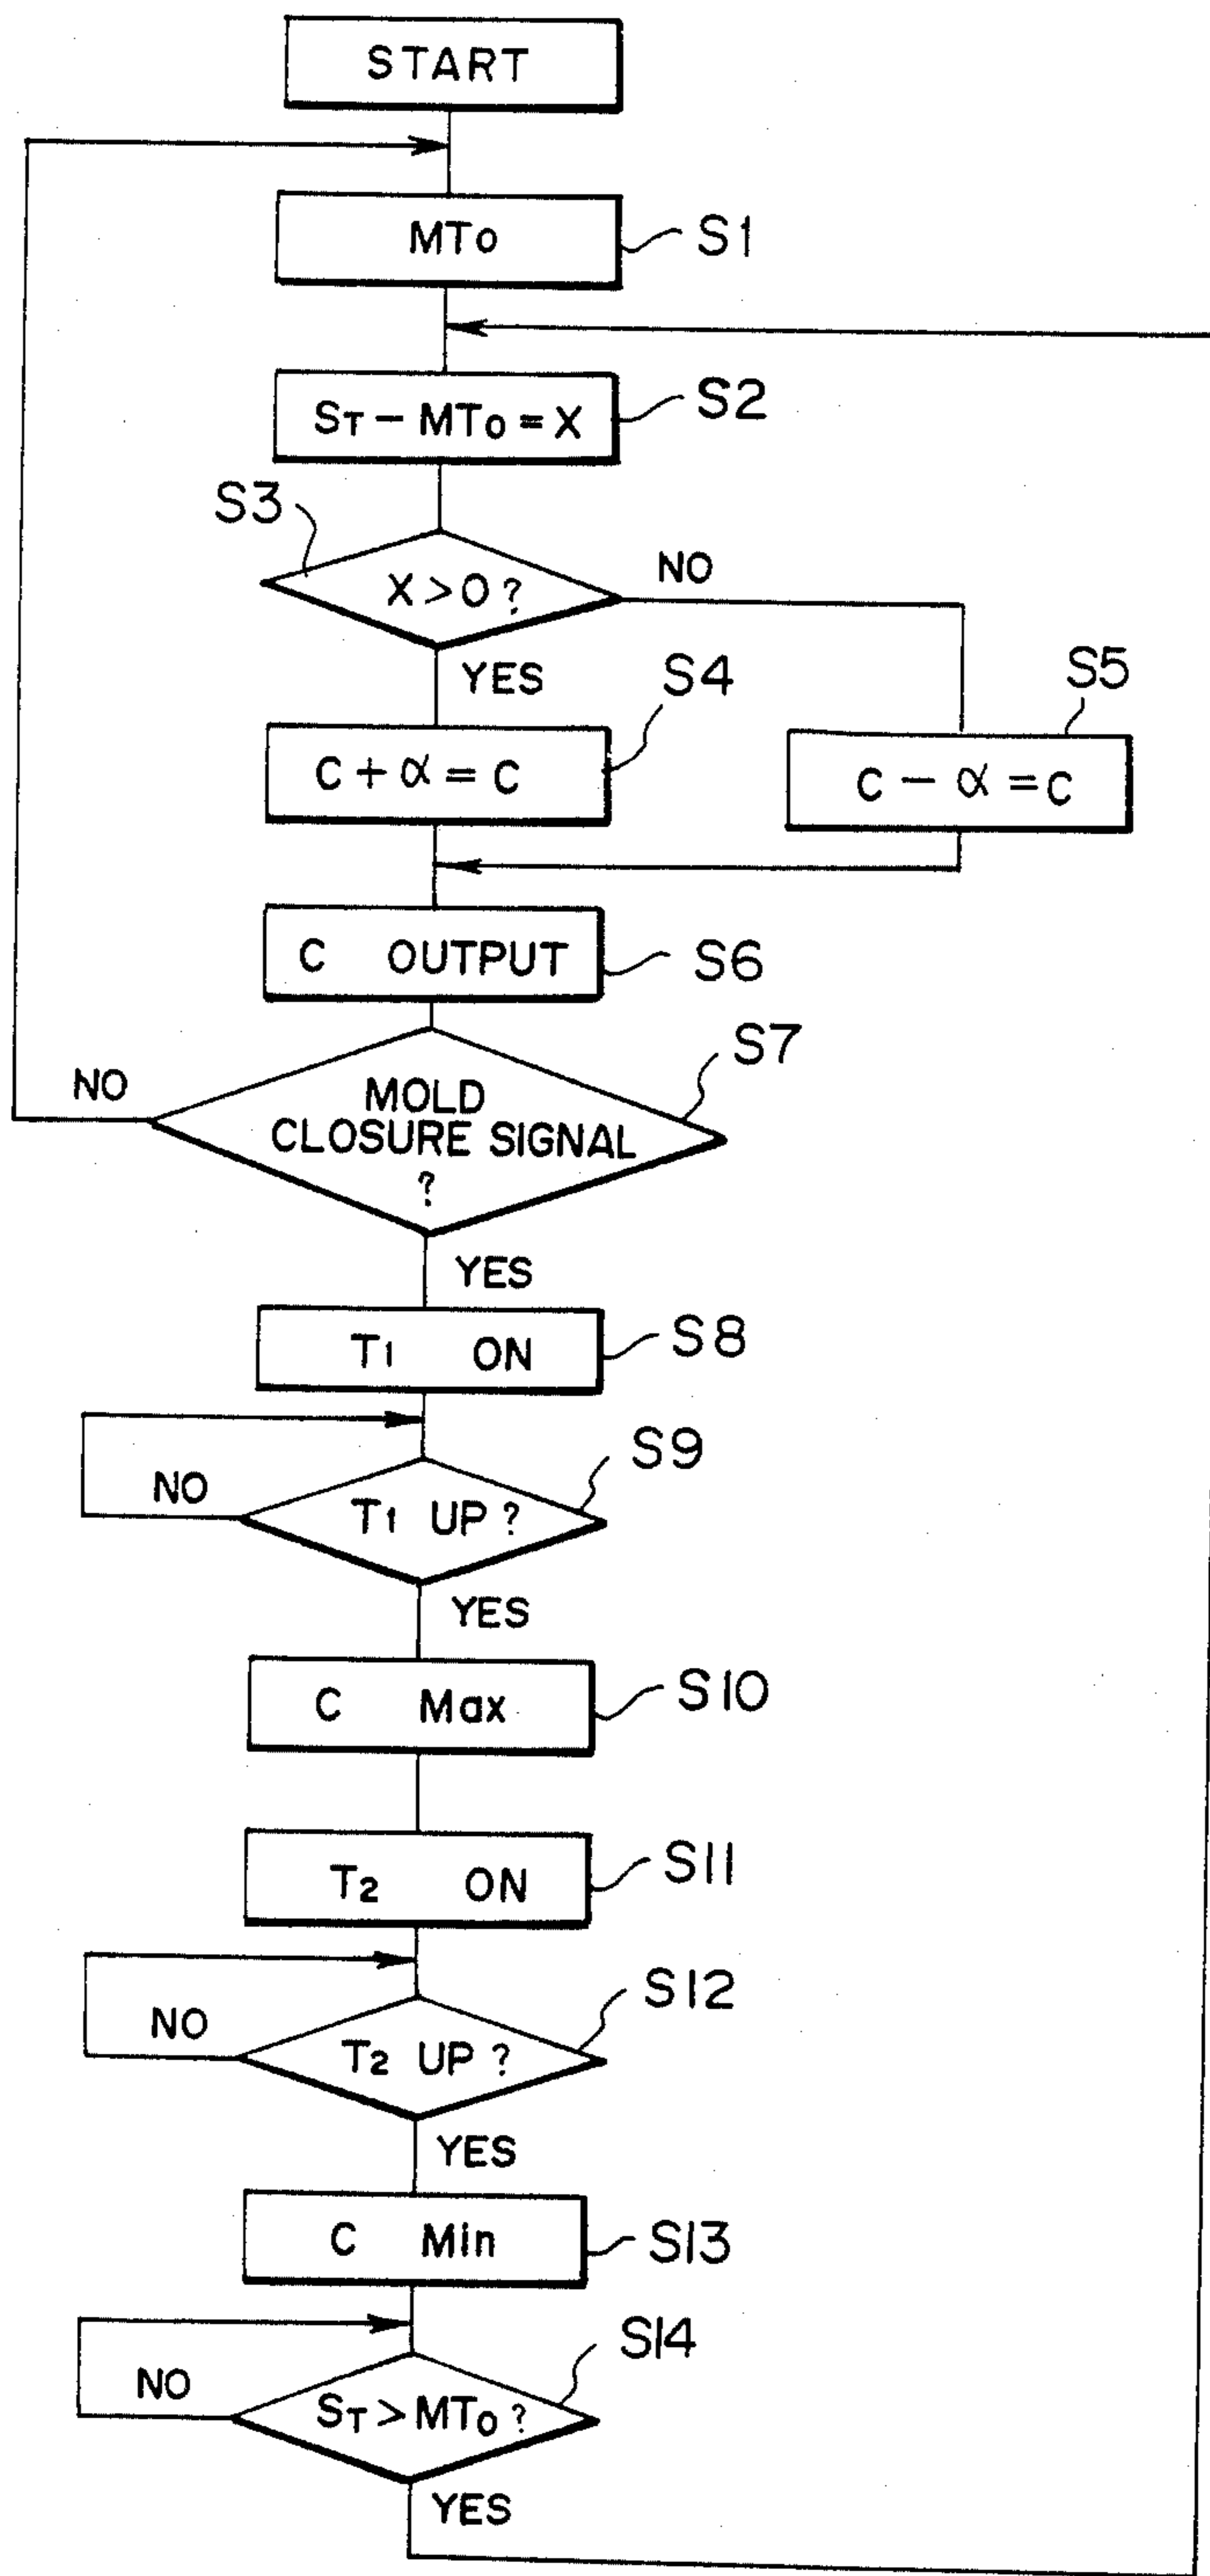 START
MTo
S1
ST - MTo = X
S2
S3
X > O ?
NO
YES
S4
S5
C + α = C
C - α = C
C OUTPUT
S6
S7
NO
MOLD
CLOSURE SIGNAL
?
YES
T1 ON
S8
S9
NO
T1 UP ?
YES
C Max
S10
T2 ON
S11
S12
NO
T2 UP ?
YES
C Min
S13
S14
NO
ST > MTo ?
YES